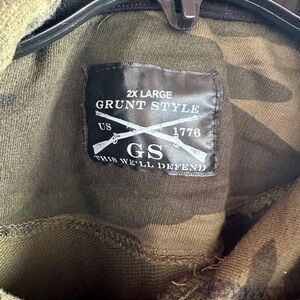 2X LARGE
GRUNT STYLE
US 1776
GS
THIS WE'LL DEFEND